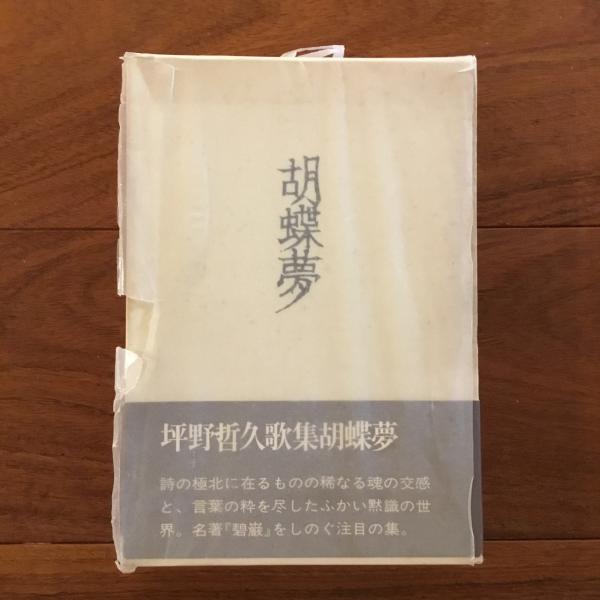 胡蝶夢
坪野哲久歌集胡蝶夢
詩の極北に在るものの稀なる魂の交感
と、言葉の粋を尽したふかい黙識の世
界。名著『碧巌』をしのぐ注目の集。